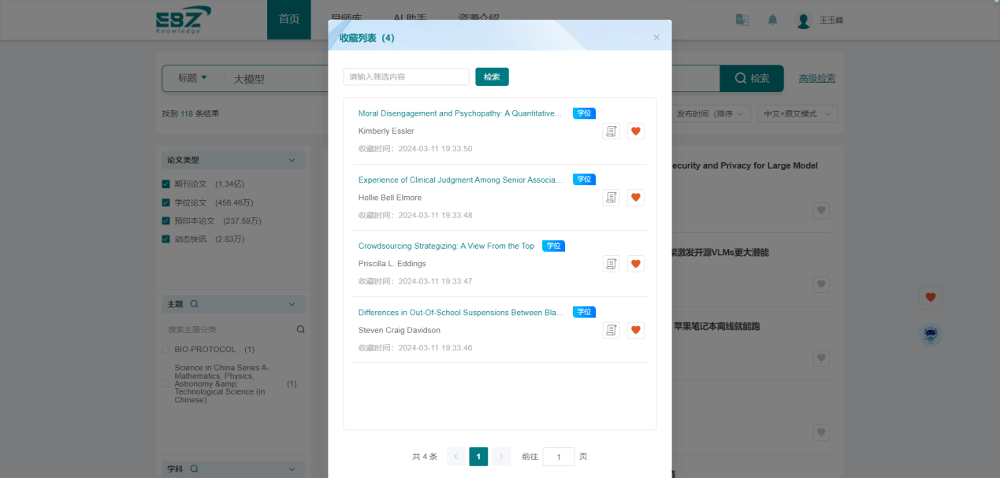 EBZ
Knowledge
首页
导师库
AI 助手
资源介绍
王玉峰
收藏列表（4）
×
标题
大模型
检索
高级检索
请输入筛选内容
检索
找到 118 条结果
发布时间（降序
中文+原文模式
论文类型
期刊论文 (1.34亿)
学位论文 (456.46万)
预印本论文 (237.59万)
动态快讯 (2.83万)
主题
搜索主题分类
BIO-PROTOCOL (1)
Science in China Series A-
Mathematics, Physics,
Astronomy &amp;
Technological Science (in
Chinese)
(1)
学科
Moral Disengagement and Psychopathy: A Quantitative...
学位
Kimberly Essler
收藏时间：2024-03-11 19:33:50
Experience of Clinical Judgment Among Senior Associa...
学位
Hollie Bell Elmore
收藏时间：2024-03-11 19:33:48
Crowdsourcing Strategizing: A View From the Top
学位
Priscilla L. Eddings
收藏时间：2024-03-11 19:33:47
Differences in Out-Of-School Suspensions Between Bla...
学位
Steven Craig Davidson
收藏时间：2024-03-11 19:33:46
共 4 条
<
1
>
前往
1
页
ecurity and Privacy for Large Model
架激发开源VLMs更大潜能
苹果笔记本离线就能跑